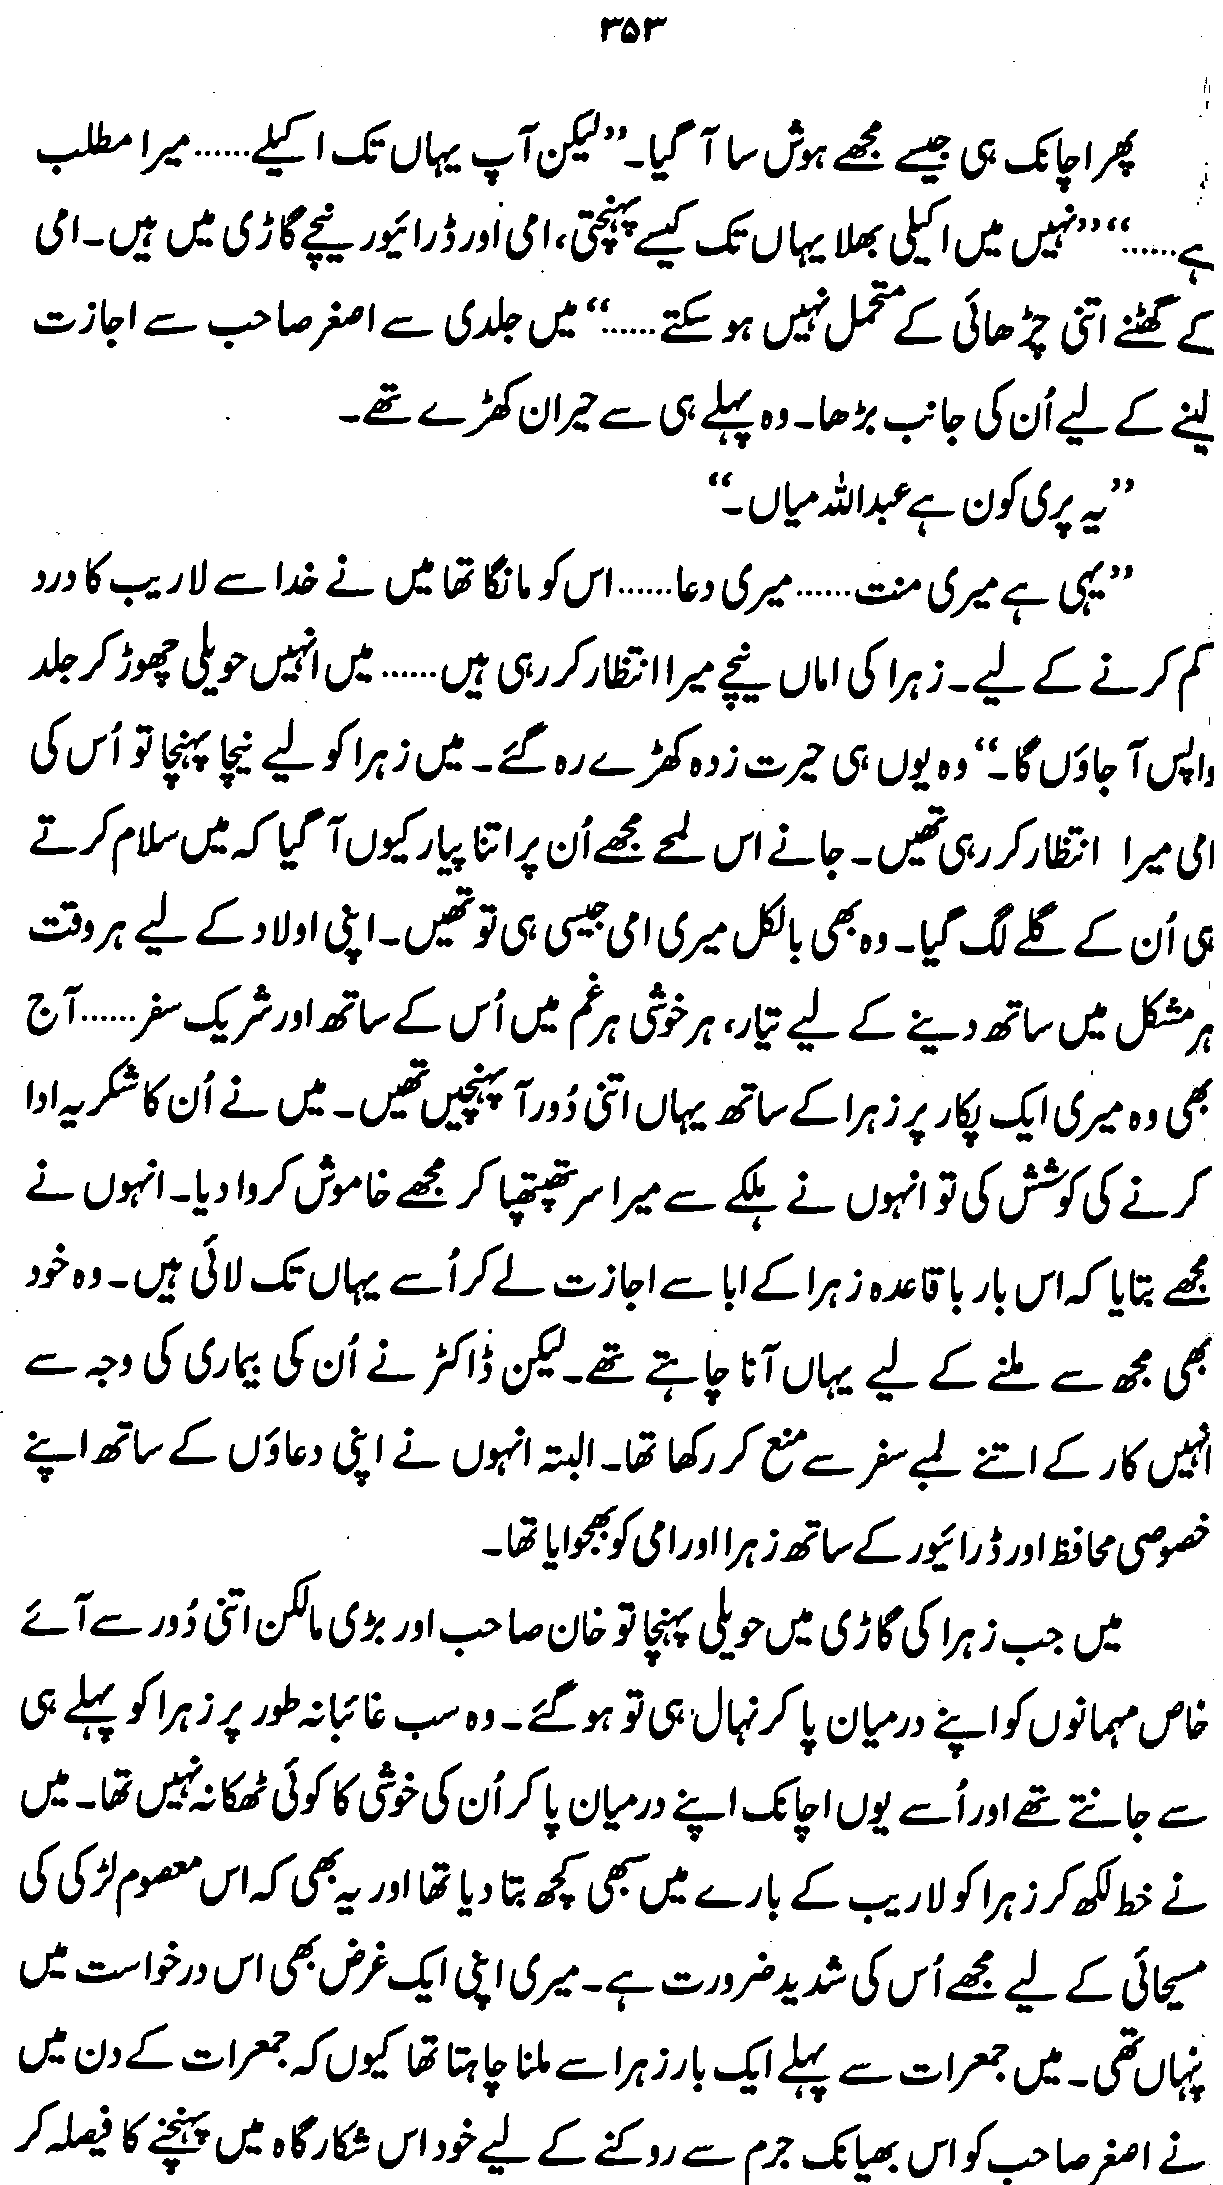 ۳۵۳
پھر اچانک ہی جیسے مجھے ہوش سا آ گیا۔ ”لیکن آپ یہاں تک اکیلے...... میرا مطلب
ہے......“ ”نہیں میں اکیلی بھلا یہاں تک کیسے پہنچتی، امی اور ڈرائیور نیچے گاڑی میں ہیں۔ امی
کے گھٹنے اتنی چڑھائی کے متحمل نہیں ہو سکتے......“ میں جلدی سے اصغر صاحب سے اجازت
لینے کے لیے اُن کی جانب بڑھا۔ وہ پہلے ہی سے حیران کھڑے تھے۔
”یہ پری کون ہے عبداللہ میاں۔“
”یہی ہے میری منت...... میری دعا...... اس کو مانگا تھا میں نے خدا سے لاریب کا درد
کم کرنے کے لیے۔ زہرا کی اماں نیچے میرا انتظار کر رہی ہیں...... میں انہیں حویلی چھوڑ کر جلد
واپس آ جاؤں گا۔“ وہ یوں ہی حیرت زدہ کھڑے رہ گئے۔ میں زہرا کو لیے نیچا پہنچا تو اُس کی
امی میرا انتظار کر رہی تھیں۔ جانے اس لمحے مجھے اُن پر اتنا پیار کیوں آ گیا کہ میں سلام کرتے
ہی اُن کے گلے لگ گیا۔ وہ بھی بالکل میری امی جیسی ہی تو تھیں۔ اپنی اولاد کے لیے ہر وقت
ہر مشکل میں ساتھ دینے کے لیے تیار، ہر خوشی ہر غم میں اُس کے ساتھ اور شریک سفر...... آج
بھی وہ میری ایک پکار پر زہرا کے ساتھ یہاں اتنی دُور آ پہنچیں تھیں۔ میں نے اُن کا شکریہ ادا
کرنے کی کوشش کی تو انہوں نے ہلکے سے میرا سر تھپتھپا کر مجھے خاموش کروا دیا۔ انہوں نے
مجھے بتایا کہ اس بار باقاعدہ زہرا کے ابا سے اجازت لے کر اُسے یہاں تک لائی ہیں۔ وہ خود
بھی مجھ سے ملنے کے لیے یہاں آنا چاہتے تھے۔ لیکن ڈاکٹر نے اُن کی بیماری کی وجہ سے
انہیں کار کے اتنے لمبے سفر سے منع کر رکھا تھا۔ البتہ انہوں نے اپنی دعاؤں کے ساتھ اپنے
خصوصی محافظ اور ڈرائیور کے ساتھ زہرا اور امی کو بھجوایا تھا۔
میں جب زہرا کی گاڑی میں حویلی پہنچا تو خان صاحب اور بڑی مالکن اتنی دُور سے آئے
خاص مہمانوں کو اپنے درمیان پا کر نہال ہی تو ہو گئے۔ وہ سب غائبانہ طور پر زہرا کو پہلے ہی
سے جانتے تھے اور اُسے یوں اچانک اپنے درمیان پا کر اُن کی خوشی کا کوئی ٹھکانہ نہیں تھا۔ میں
نے خط لکھ کر زہرا کو لاریب کے بارے میں سبھی کچھ بتا دیا تھا اور یہ بھی کہ اس معصوم لڑکی کی
مسیحائی کے لیے مجھے اُس کی شدید ضرورت ہے۔ میری اپنی ایک غرض بھی اس درخواست میں
پنہاں تھی۔ میں جمعرات سے پہلے ایک بار زہرا سے ملنا چاہتا تھا کیوں کہ جمعرات کے دن میں
نے اصغر صاحب کو اس بھیانک جرم سے روکنے کے لیے خود اس شکار گاہ میں پہنچنے کا فیصلہ کر